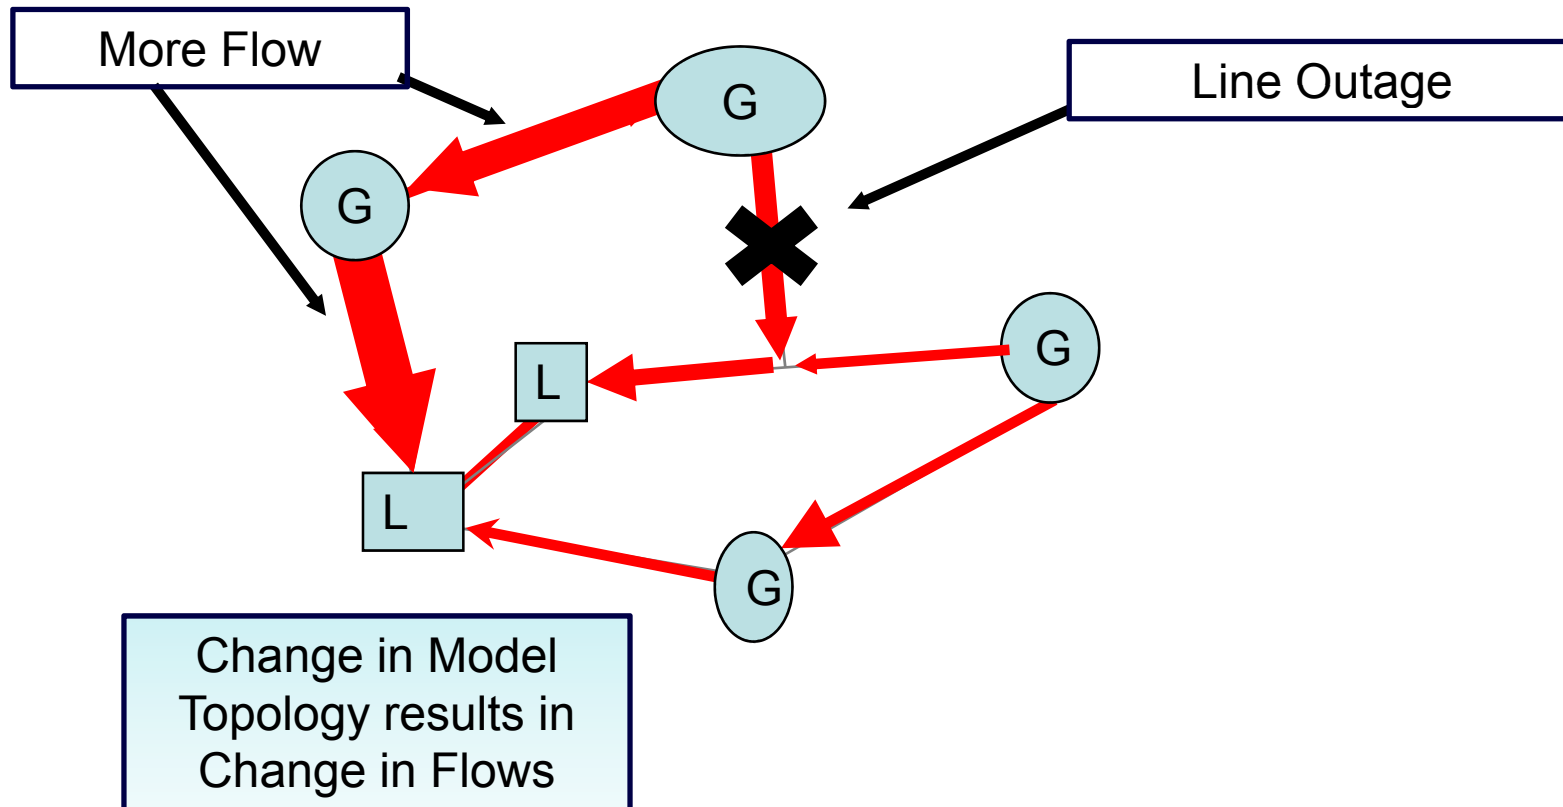 More Flow
Line Outage
G
G
G
L
L
G
Change in Model
Topology results in
Change in Flows